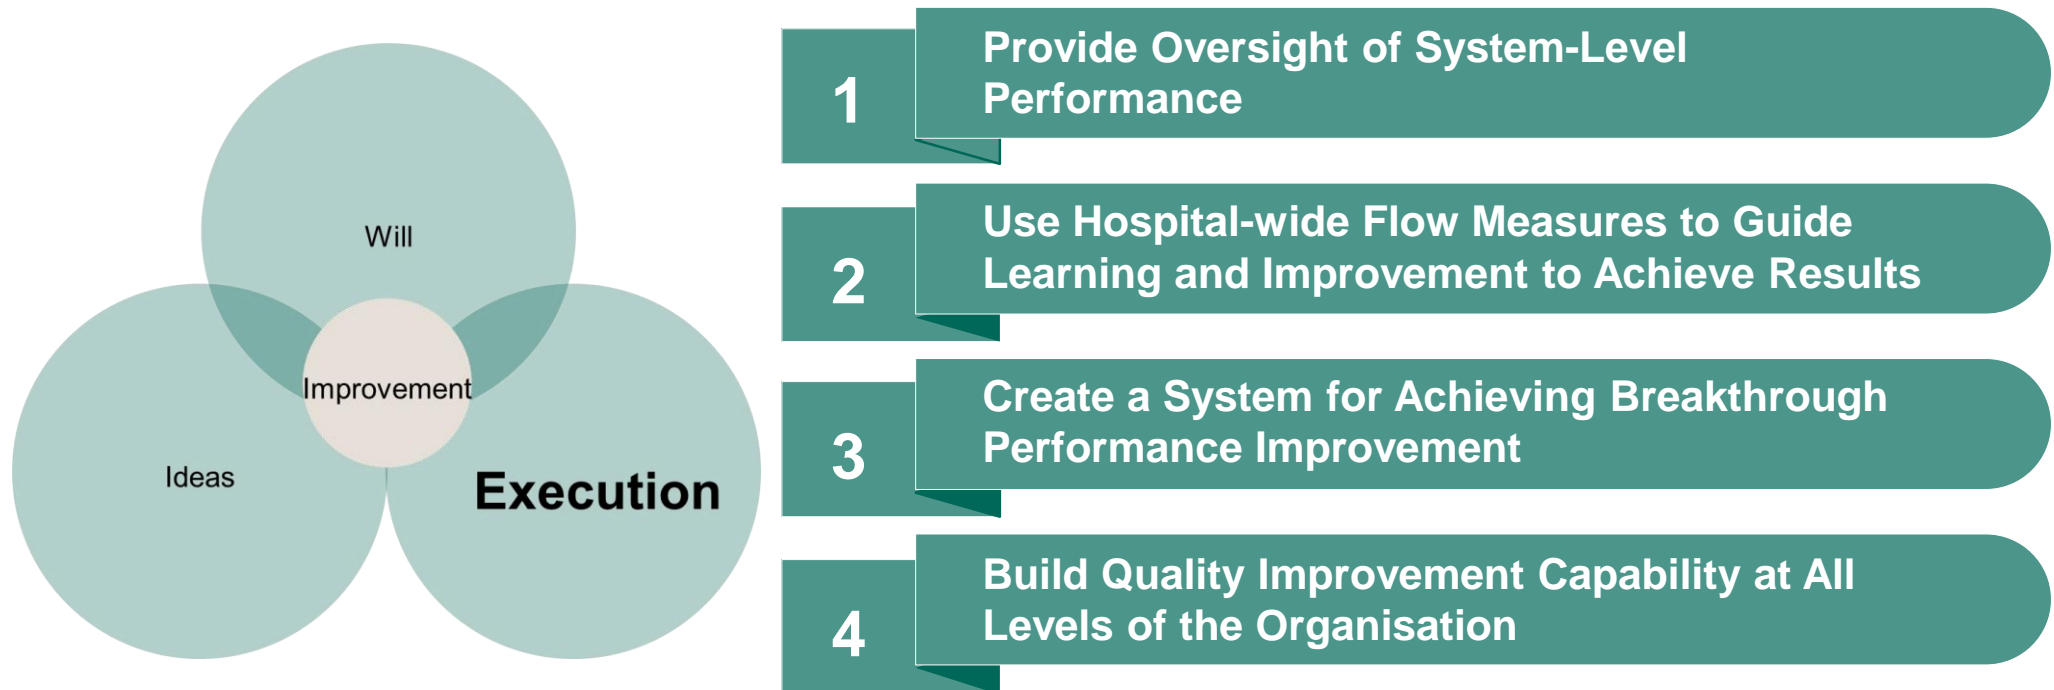 Will
Improvement
Ideas
Execution
1
Provide Oversight of System-Level
Performance
2
Use Hospital-wide Flow Measures to Guide
Learning and Improvement to Achieve Results
3
Create a System for Achieving Breakthrough
Performance Improvement
4
Build Quality Improvement Capability at All
Levels of the Organisation